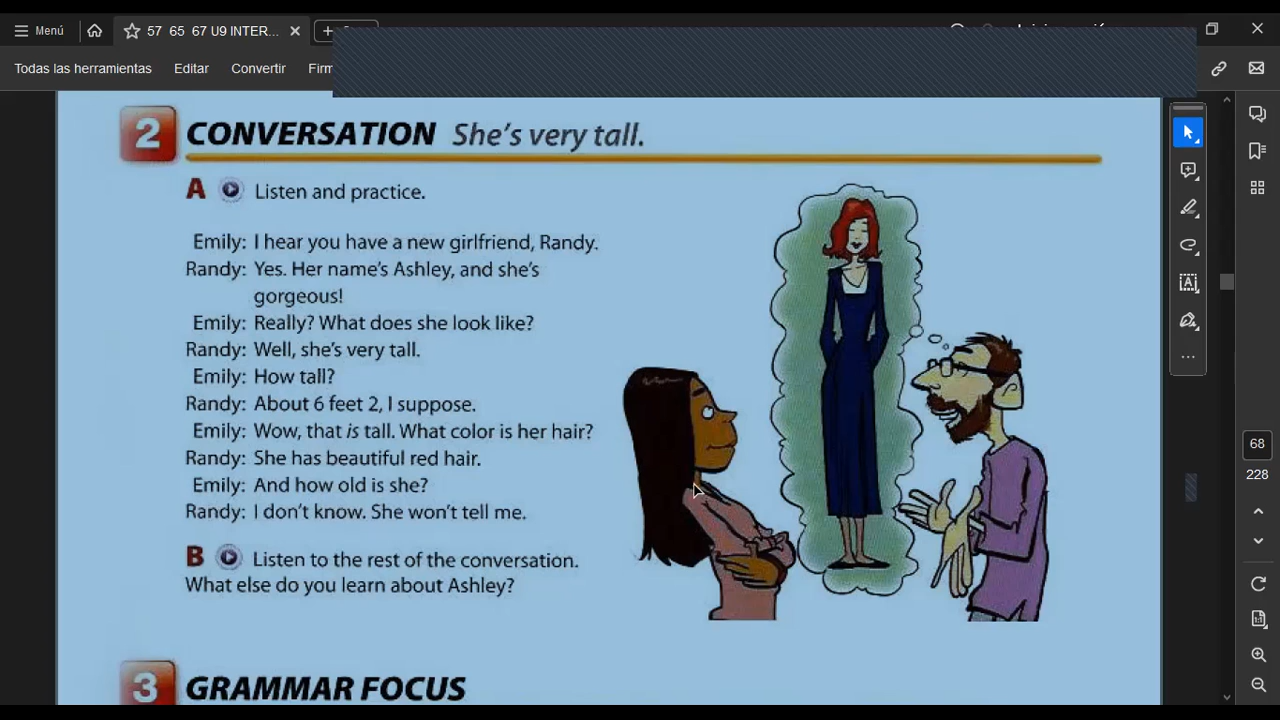 Menú
57 65 67 U9 INTER...
Todas las herramientas
Editar
Convertir
Firm
2 CONVERSATION She's very tall.
A Listen and practice.
Emily: I hear you have a new girlfriend, Randy.
Randy: Yes. Her name's Ashley, and she's
gorgeous!
Emily: Really? What does she look like?
Randy: Well, she's very tall.
Emily: How tall?
Randy: About 6 feet 2, I suppose.
Emily: Wow, that is tall. What color is her hair?
Randy: She has beautiful red hair.
Emily: And how old is she?
Randy: I don't know. She won't tell me.
B Listen to the rest of the conversation.
What else do you learn about Ashley?
3 GRAMMAR FOCUS
68
228